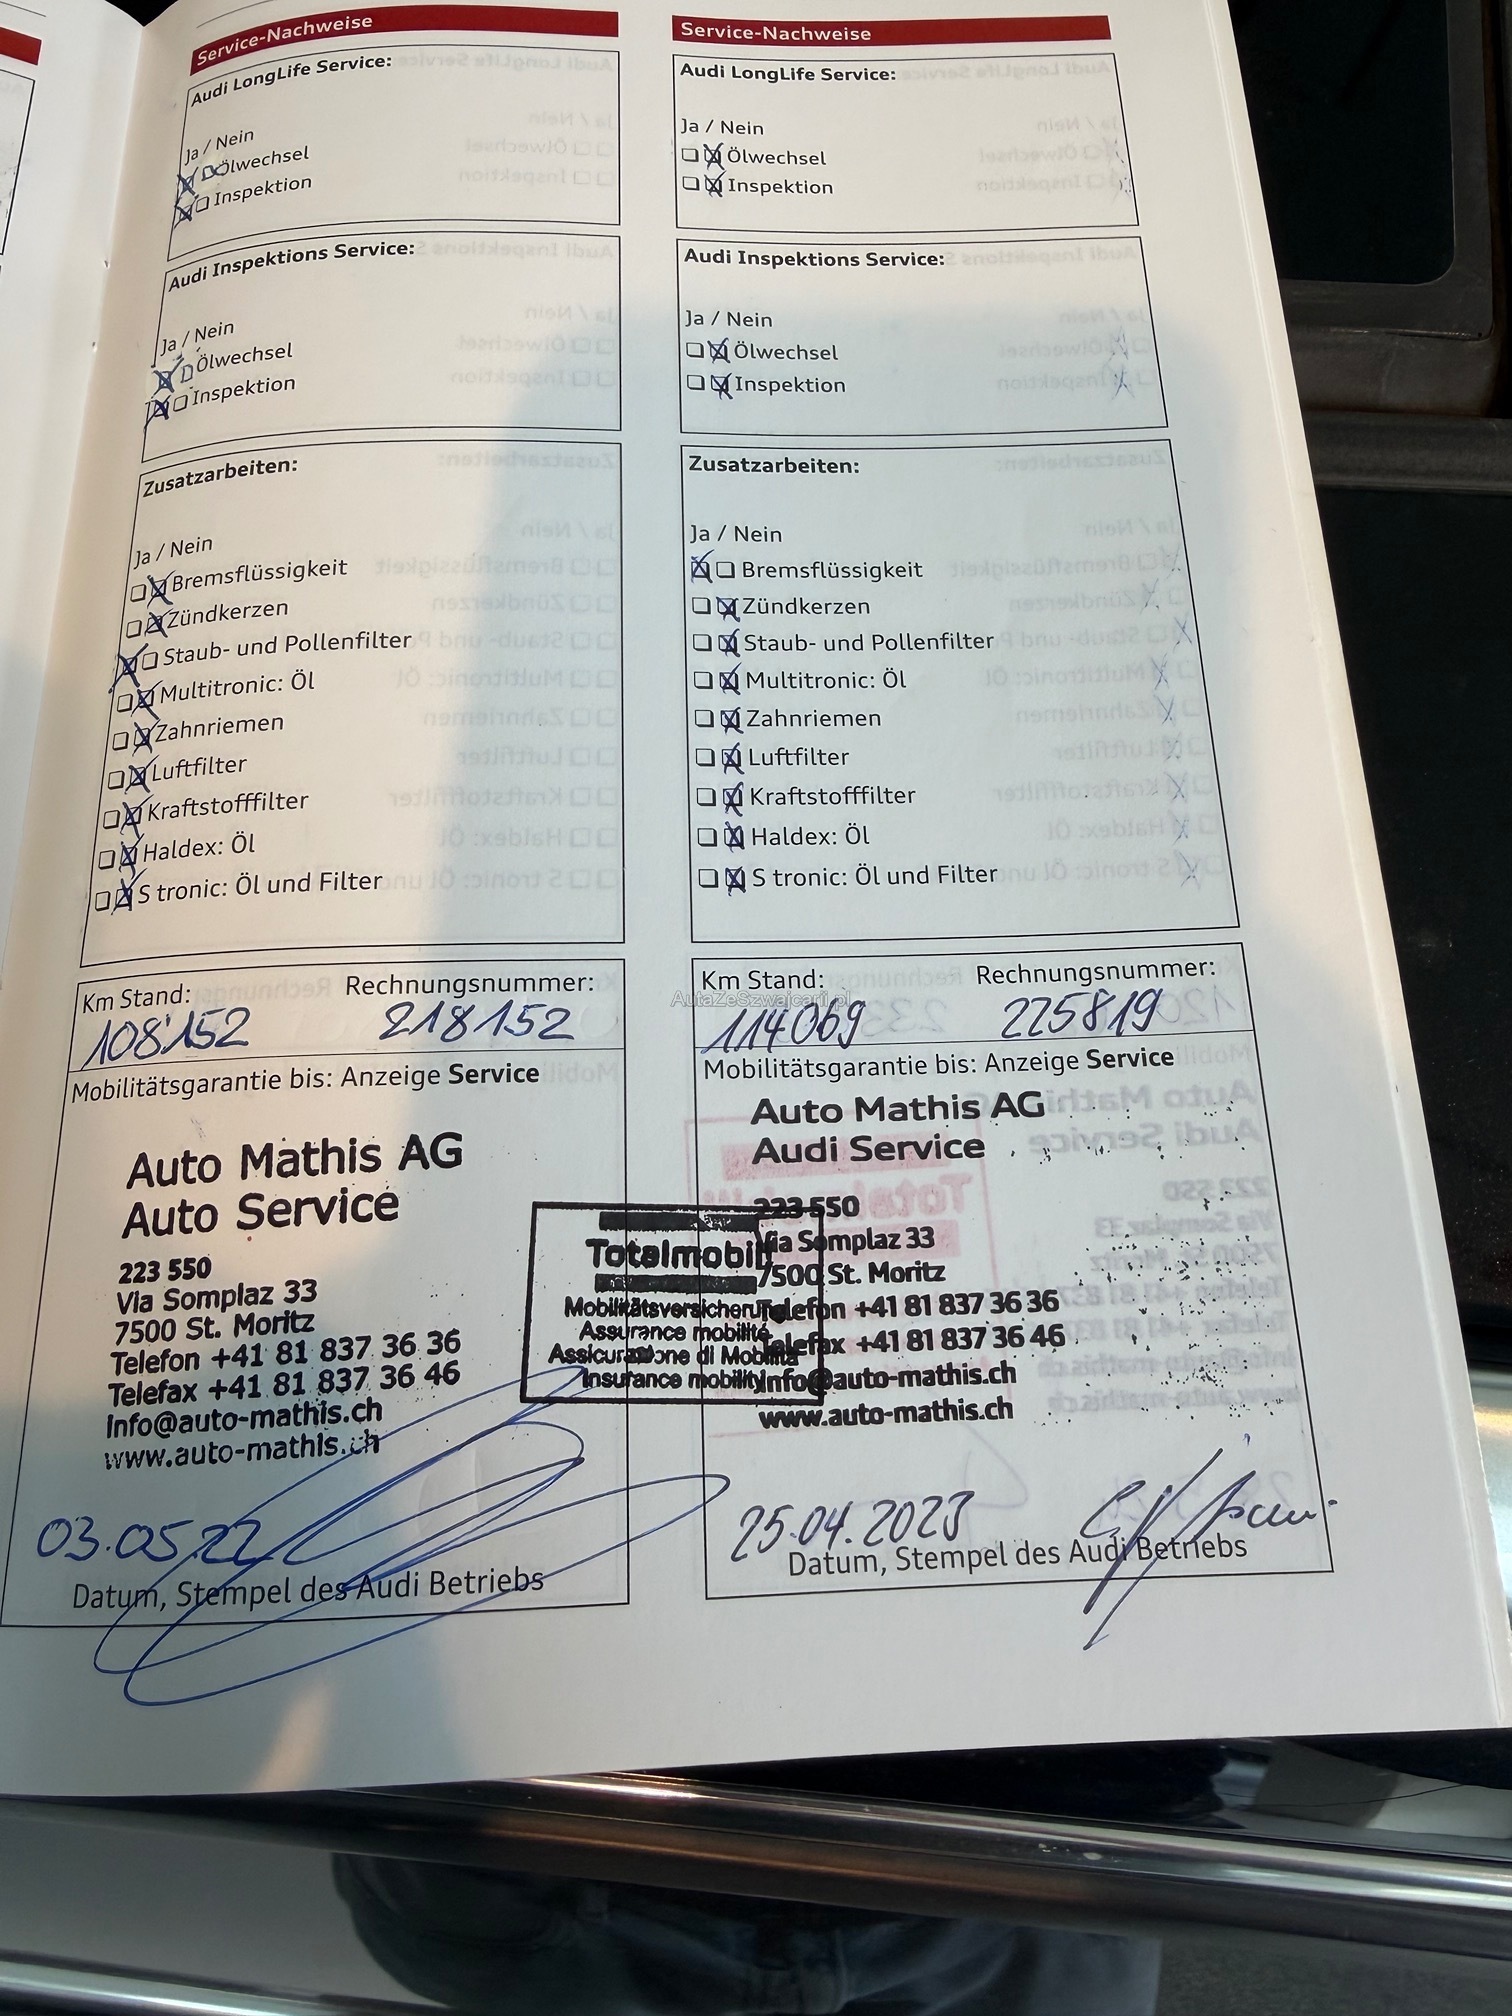 Service-Nachweise
Audi LongLife Service:
Ja / Nein
Ölwechsel
Inspektion
Audi Inspektions Service:
Ja / Nein
Ölwechsel
Inspektion
Zusatzarbeiten:
Ja / Nein
Bremsflüssigkeit
Zündkerzen
Staub- und Pollenfilter
Multitronic: Öl
Zahnriemen
Luftfilter
Kraftstofffilter
Haldex: Öl
S tronic: Öl und Filter
Km Stand: Rechnungsnummer:
108152 218152
Mobilitätsgarantie bis: Anzeige Service
Auto Mathis AG
Auto Service
223 550
Via Somplaz 33
7500 St. Moritz
Telefon +41 81 837 36 36
Telefax +41 81 837 36 46
info@auto-mathis.ch
www.auto-mathis.ch
03.05.22
Datum, Stempel des Audi Betriebs
Totalmobil!
Mobilitätsversicherung
Assurance mobilité
Assicurazione di Mobilità
Insurance mobility
Service-Nachweise
Audi LongLife Service:
Ja / Nein
Ölwechsel
Inspektion
Audi Inspektions Service:
Ja / Nein
Ölwechsel
Inspektion
Zusatzarbeiten:
Ja / Nein
Bremsflüssigkeit
Zündkerzen
Staub- und Pollenfilter
Multitronic: Öl
Zahnriemen
Luftfilter
Kraftstofffilter
Haldex: Öl
S tronic: Öl und Filter
Km Stand: Rechnungsnummer:
AutaZeSzwajcarii.pl
114069 225819
Mobilitätsgarantie bis: Anzeige Service
Auto Mathis AG
Audi Service
223 550
Via Somplaz 33
7500 St. Moritz
Telefon +41 81 837 36 36
Telefax +41 81 837 36 46
info@auto-mathis.ch
www.auto-mathis.ch
25.04.2023
Datum, Stempel des Audi Betriebs